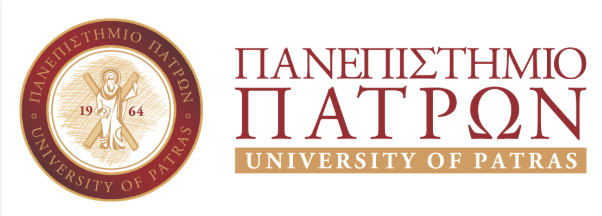 ΠΑΝΕΠΙΣΤΗΜΙΟ ΠΑΤΡΩΝ
19 64
UNIVERSITY OF PATRAS
ΠΑΝΕΠΙΣΤΗΜΙΟ
ΠΑΤΡΩΝ
UNIVERSITY OF PATRAS